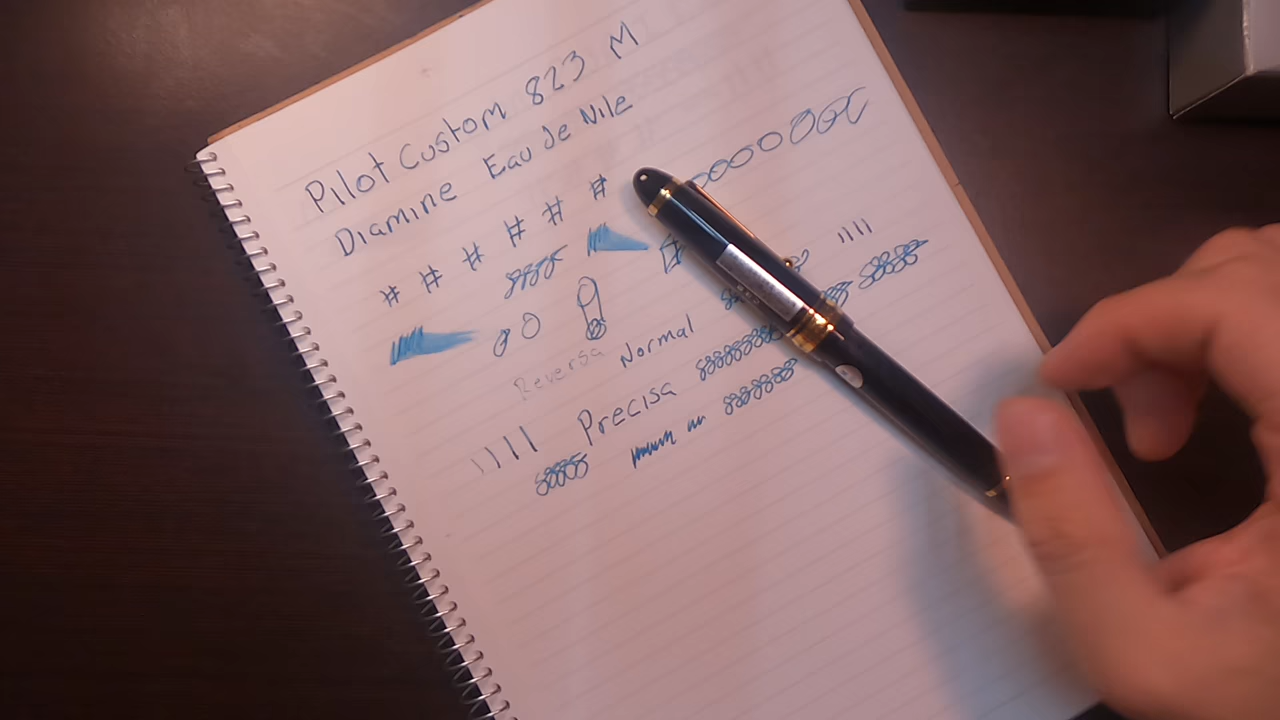 Pilot Custom 823 M
Diamine Eau de Nile
# # # # # #
Reversa Normal
Precisa